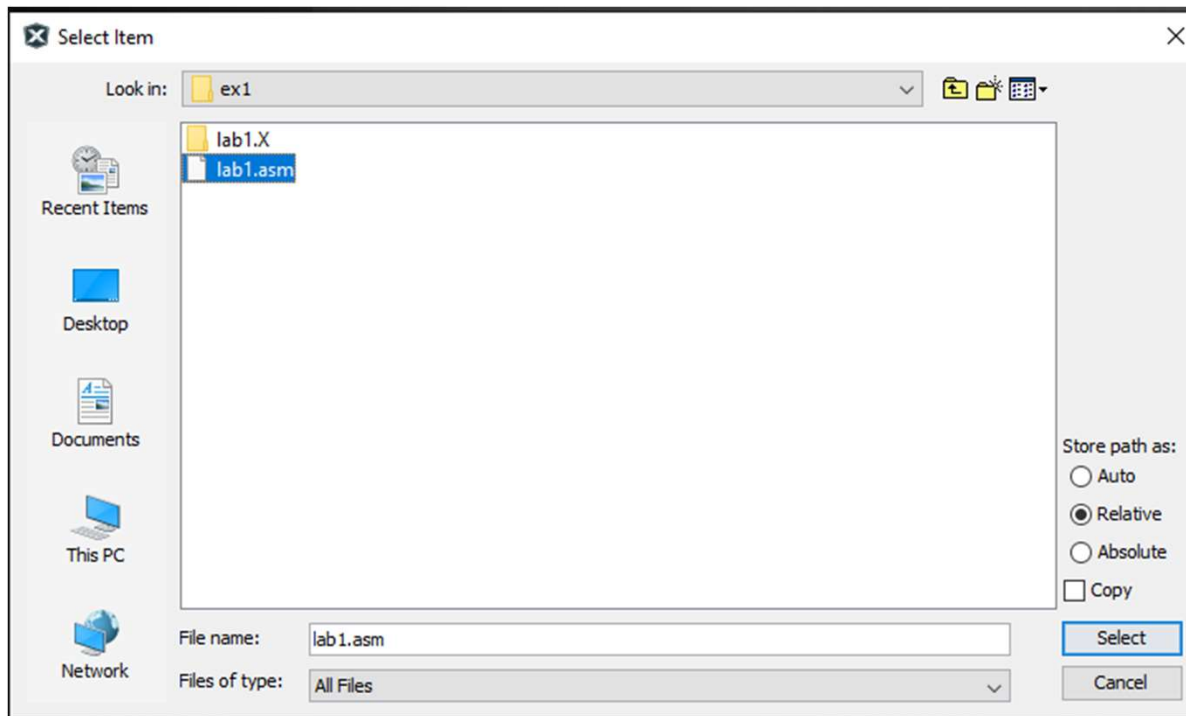 Select Item
Look in: ex1
lab1.X
lab1.asm
Recent Items
Desktop
Documents
This PC
Network
Store path as:
Auto
Relative
Absolute
Copy
File name: lab1.asm
Select
Files of type: All Files
Cancel